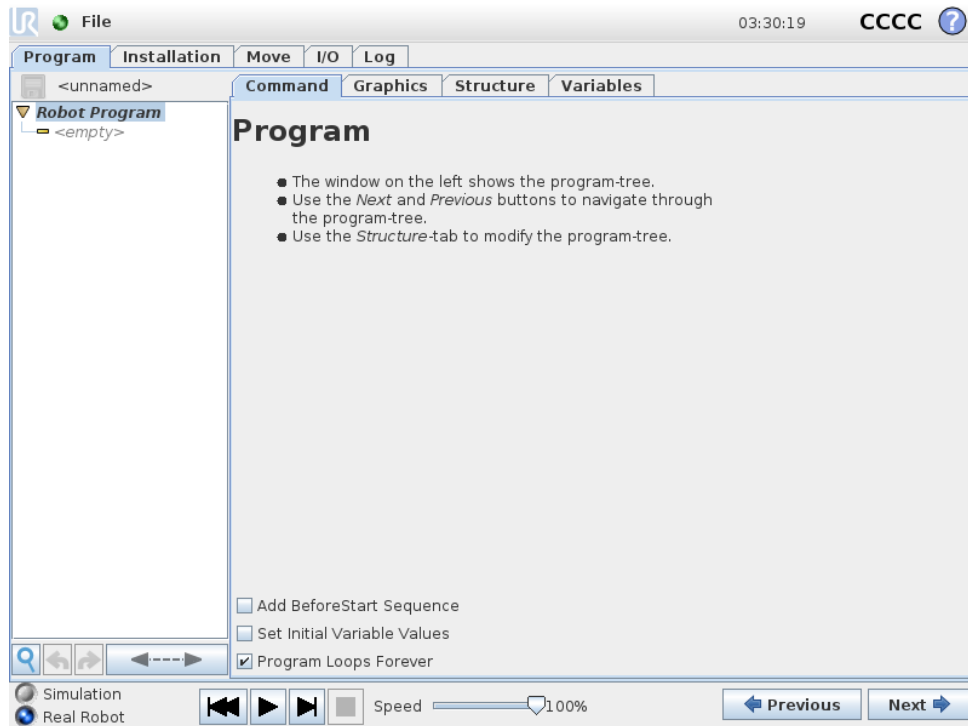 UR File 03:30:19 CCCC ?
Program Installation Move I/O Log
<unnamed>
Command Graphics Structure Variables
Robot Program
<empty>
Program
The window on the left shows the program-tree.
Use the Next and Previous buttons to navigate through
the program-tree.
Use the Structure-tab to modify the program-tree.
Add BeforeStart Sequence
Set Initial Variable Values
Program Loops Forever
Simulation
Real Robot
Speed 100%
Previous Next